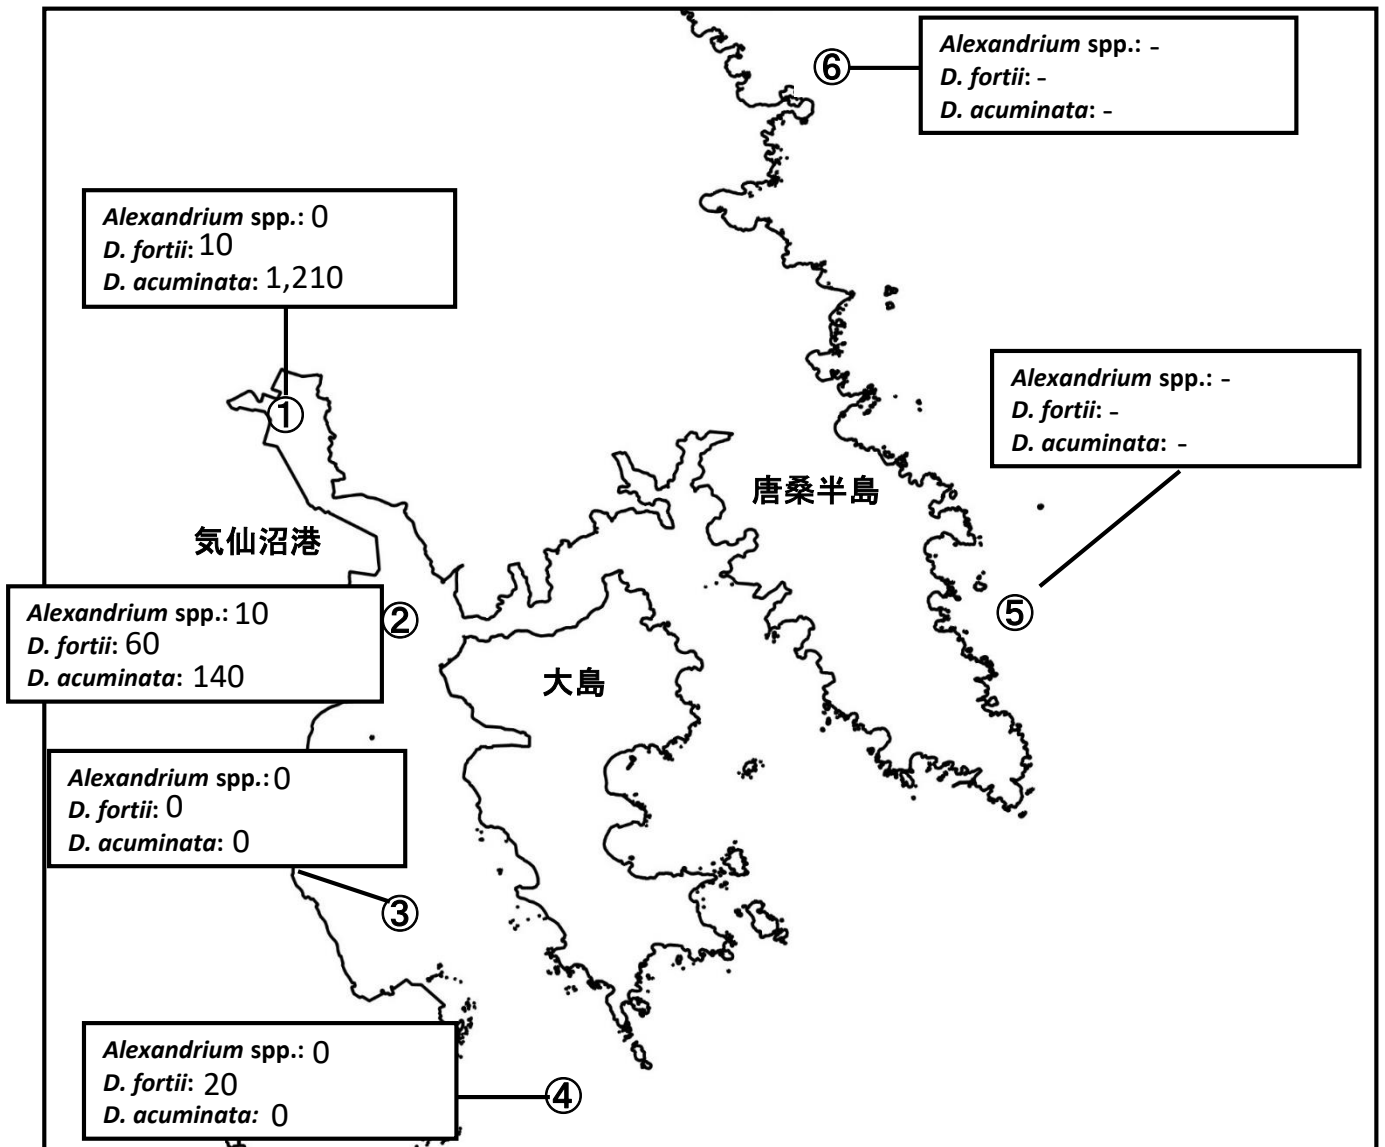 ⑥
Alexandrium spp.: -
D. fortii: -
D. acuminata: -
Alexandrium spp.: 0
D. fortii: 10
D. acuminata: 1,210
①
Alexandrium spp.: -
D. fortii: -
D. acuminata: -
唐桑半島
気仙沼港
⑤
Alexandrium spp.: 10
D. fortii: 60
D. acuminata: 140
②
大島
Alexandrium spp.: 0
D. fortii: 0
D. acuminata: 0
③
Alexandrium spp.: 0
D. fortii: 20
D. acuminata: 0
④